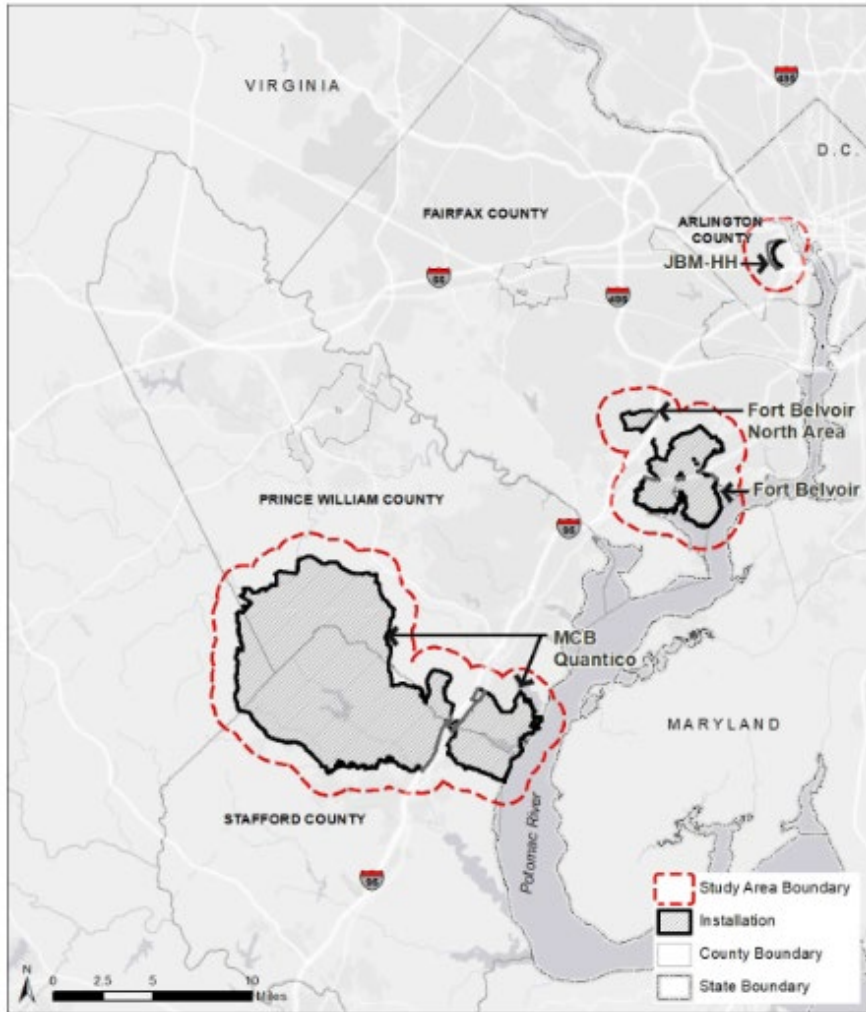 485
VIRGINIA
D.C.
FAIRFAX COUNTY
ARLINGTON
COUNTY
JBM-HH
66
495
Fort Belvoir
North Area
Fort Belvoir
PRINCE WILLIAM COUNTY
95
MCB
Quantico
MARYLAND
STAFFORD COUNTY
Potomac River
95
Study Area Boundary
Installation
County Boundary
State Boundary
N
0 2.5 5 10
Miles